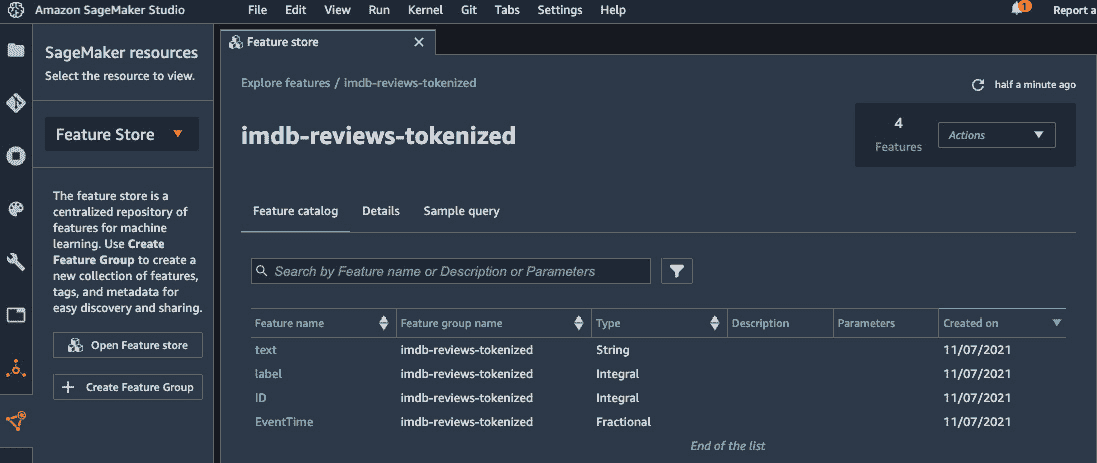 Amazon SageMaker Studio File Edit View Run Kernel Git Tabs Settings Help 1 Report a
SageMaker resources
Select the resource to view.
Feature Store
The feature store is a
centralized repository of
features for machine
learning. Use Create
Feature Group to create a
new collection of features,
tags, and metadata for
easy discovery and sharing.
Open Feature store
Create Feature Group
Feature store
Explore features / imdb-reviews-tokenized
half a minute ago
imdb-reviews-tokenized
4
Features
Actions
Feature catalog Details Sample query
Search by Feature name or Description or Parameters
Feature name Feature group name Type Description Parameters Created on
text imdb-reviews-tokenized String 11/07/2021
label imdb-reviews-tokenized Integral 11/07/2021
ID imdb-reviews-tokenized Integral 11/07/2021
EventTime imdb-reviews-tokenized Fractional 11/07/2021
End of the list